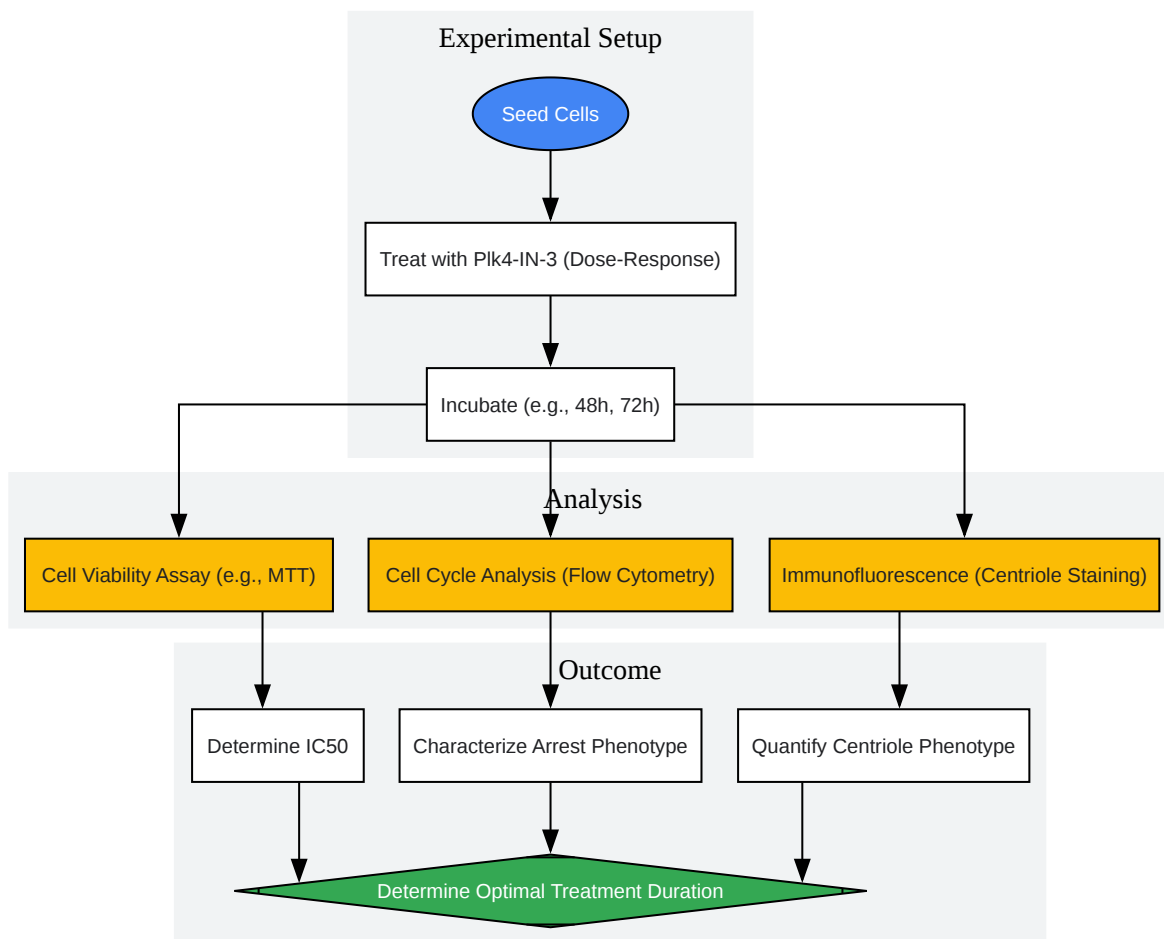 Experimental Setup
Seed Cells
Treat with Plk4-IN-3 (Dose-Response)
Incubate (e.g., 48h, 72h)
Analysis
Cell Viability Assay (e.g., MTT)
Cell Cycle Analysis (Flow Cytometry)
Immunofluorescence (Centriole Staining)
Outcome
Determine IC50
Characterize Arrest Phenotype
Quantify Centriole Phenotype
Determine Optimal Treatment Duration